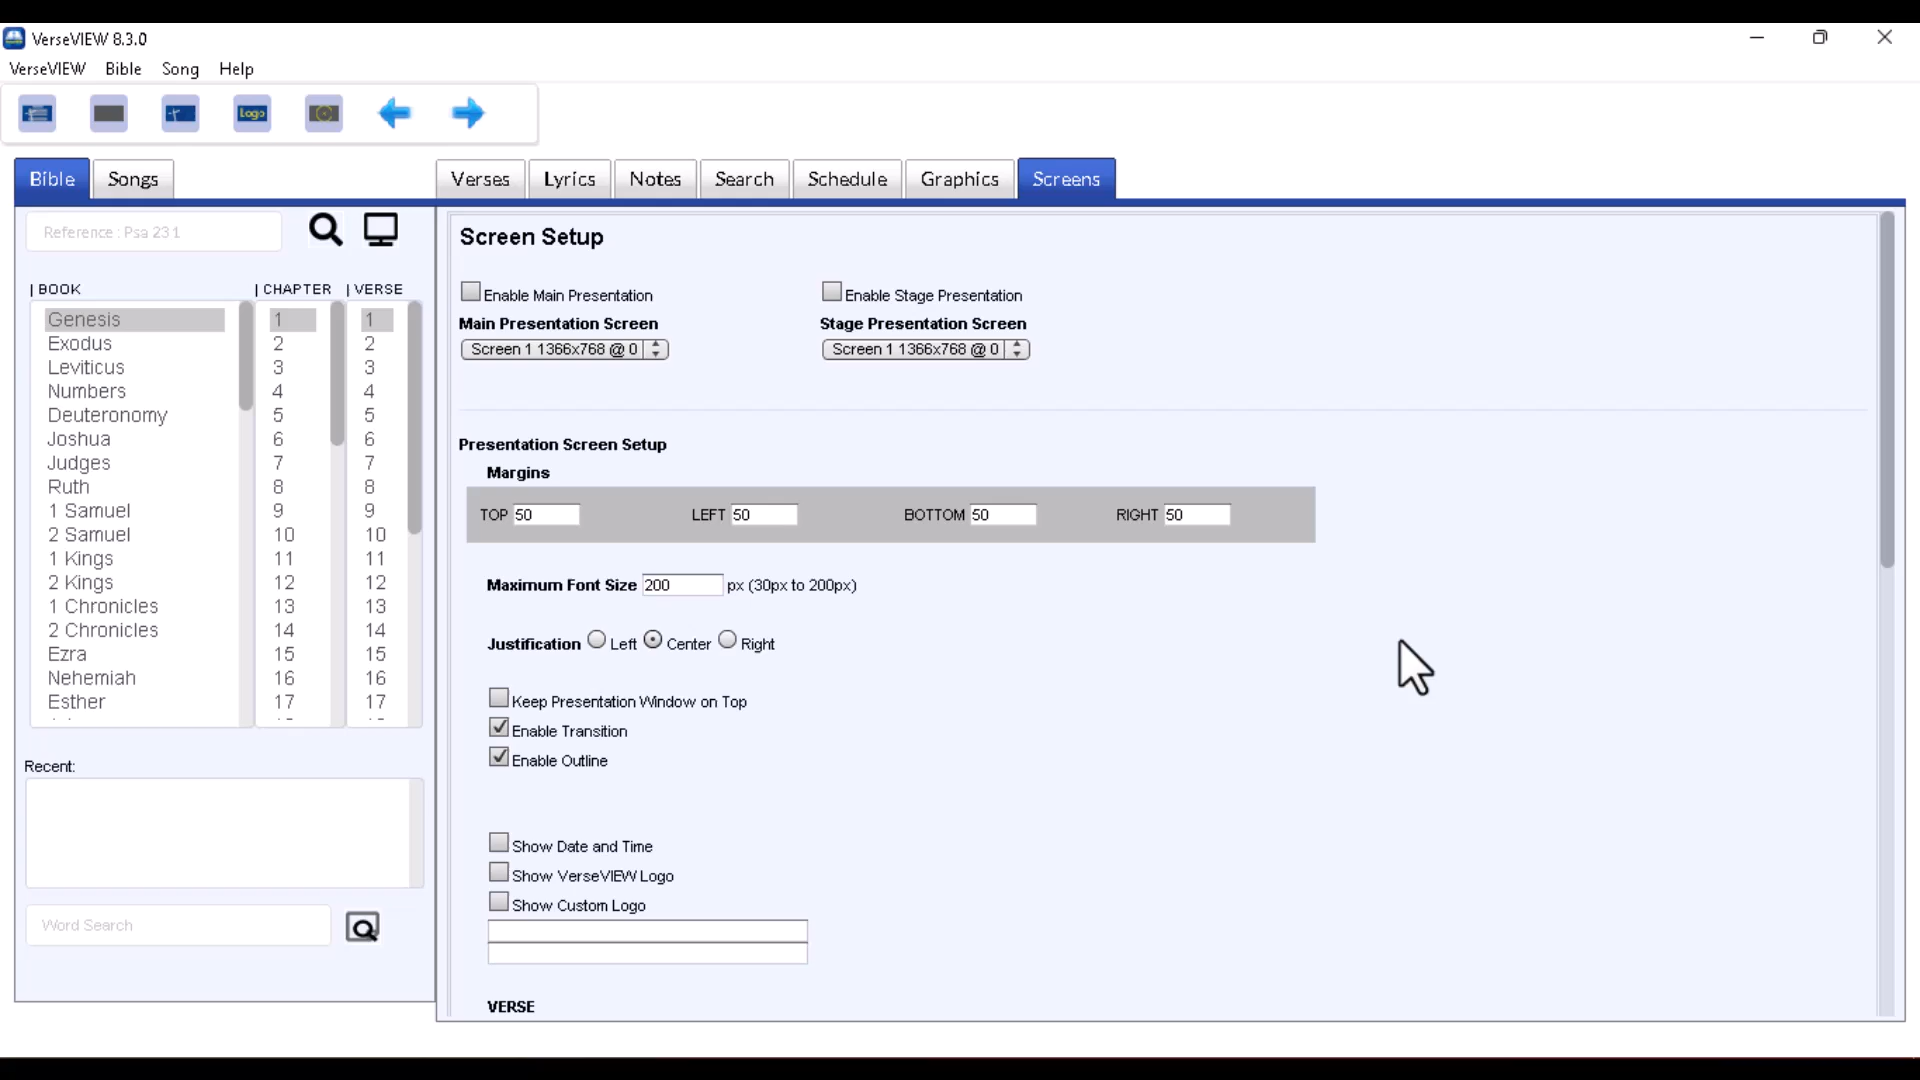 VerseVIEW 8.3.0
VerseVIEW Bible Song Help
Logo
Bible Songs
Verses Lyrics Notes Search Schedule Graphics Screens
Reference : Psa 23 1
| BOOK | CHAPTER | VERSE
Genesis 1 1
Exodus 2 2
Leviticus 3 3
Numbers 4 4
Deuteronomy 5 5
Joshua 6 6
Judges 7 7
Ruth 8 8
1 Samuel 9 9
2 Samuel 10 10
1 Kings 11 11
2 Kings 12 12
1 Chronicles 13 13
2 Chronicles 14 14
Ezra 15 15
Nehemiah 16 16
Esther 17 17
Recent:
Word Search
Screen Setup
Enable Main Presentation Enable Stage Presentation
Main Presentation Screen Stage Presentation Screen
Screen 1 1366x768 @ 0 Screen 1 1366x768 @ 0
Presentation Screen Setup
Margins
TOP 50 LEFT 50 BOTTOM 50 RIGHT 50
Maximum Font Size 200 px (30px to 200px)
Justification Left Center Right
Keep Presentation Window on Top
Enable Transition
Enable Outline
Show Date and Time
Show VerseVIEW Logo
Show Custom Logo
VERSE